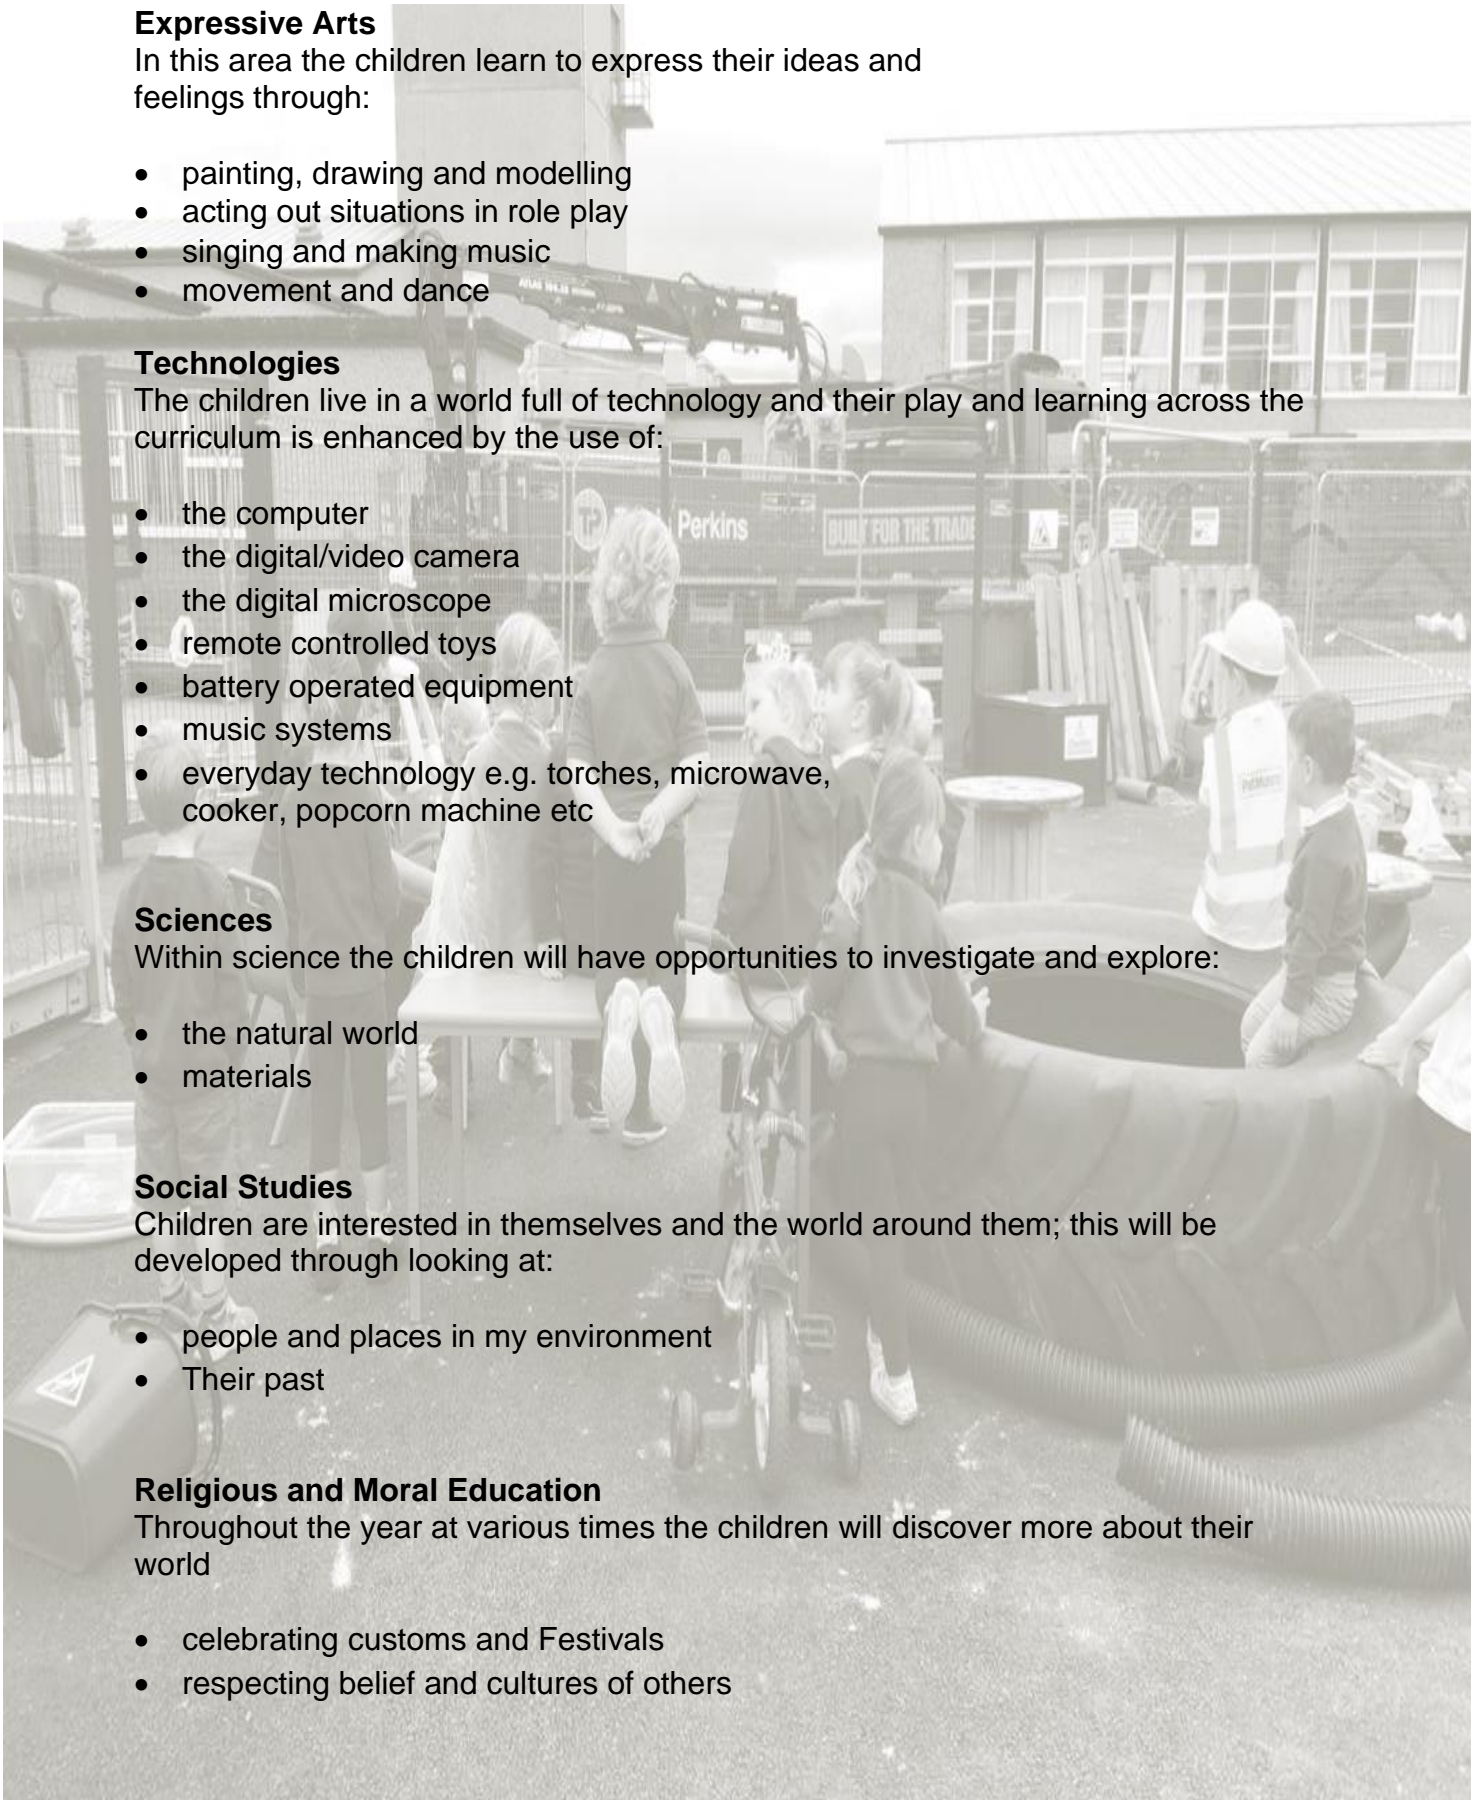 Expressive Arts
In this area the children learn to express their ideas and
feelings through:
• painting, drawing and modelling
• acting out situations in role play
• singing and making music
• movement and dance
Technologies
The children live in a world full of technology and their play and learning across the
curriculum is enhanced by the use of:
• the computer
• the digital/video camera
• the digital microscope
• remote controlled toys
• battery operated equipment
• music systems
• everyday technology e.g. torches, microwave,
cooker, popcorn machine etc
Perkins
BUILT FOR THE TRADE
Sciences
Within science the children will have opportunities to investigate and explore:
• the natural world
• materials
Social Studies
Children are interested in themselves and the world around them; this will be
developed through looking at:
• people and places in my environment
• Their past
Religious and Moral Education
Throughout the year at various times the children will discover more about their
world
• celebrating customs and Festivals
• respecting belief and cultures of others